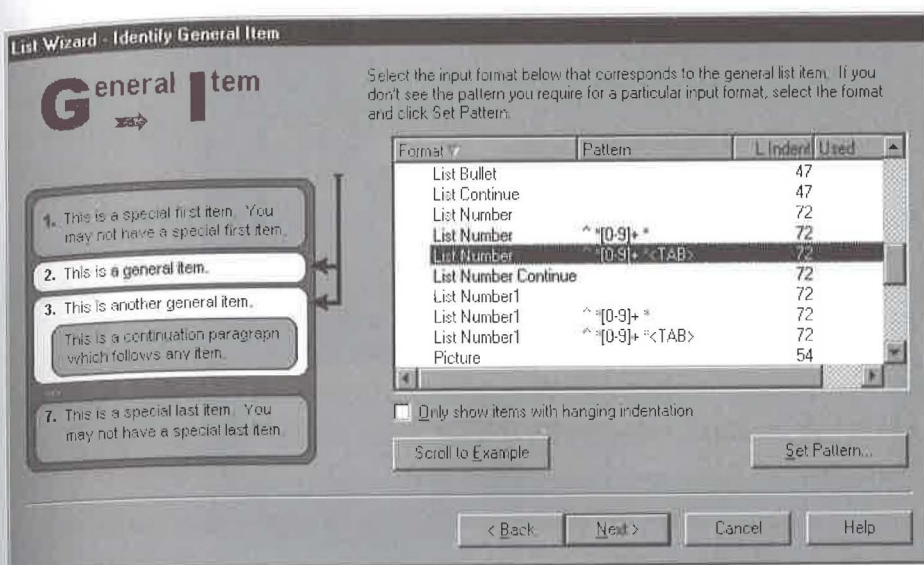 List Wizard - Identify General Item
General Item
Select the input format below that corresponds to the general list item. If you
don't see the pattern you require for a particular input format, select the format
and click Set Pattern.
1. This is a special first item. You
may not have a special first item.
2. This is a general item.
3. This is another general item.
This is a continuation paragraph
which follows any item.
7. This is a special last item. You
may not have a special last item.
Format Pattern L Indent Used
List Bullet 47
List Continue 47
List Number 72
List Number ^ *[0-9]+ * 72
List Number ^ *[0-9]+ *<TAB> 72
List Number Continue 72
List Number1 72
List Number1 ^ *[0-9]+ * 72
List Number1 ^ *[0-9]+ *<TAB> 72
Picture 54
Only show items with hanging indentation
Scroll to Example Set Pattern...
< Back Next > Cancel Help